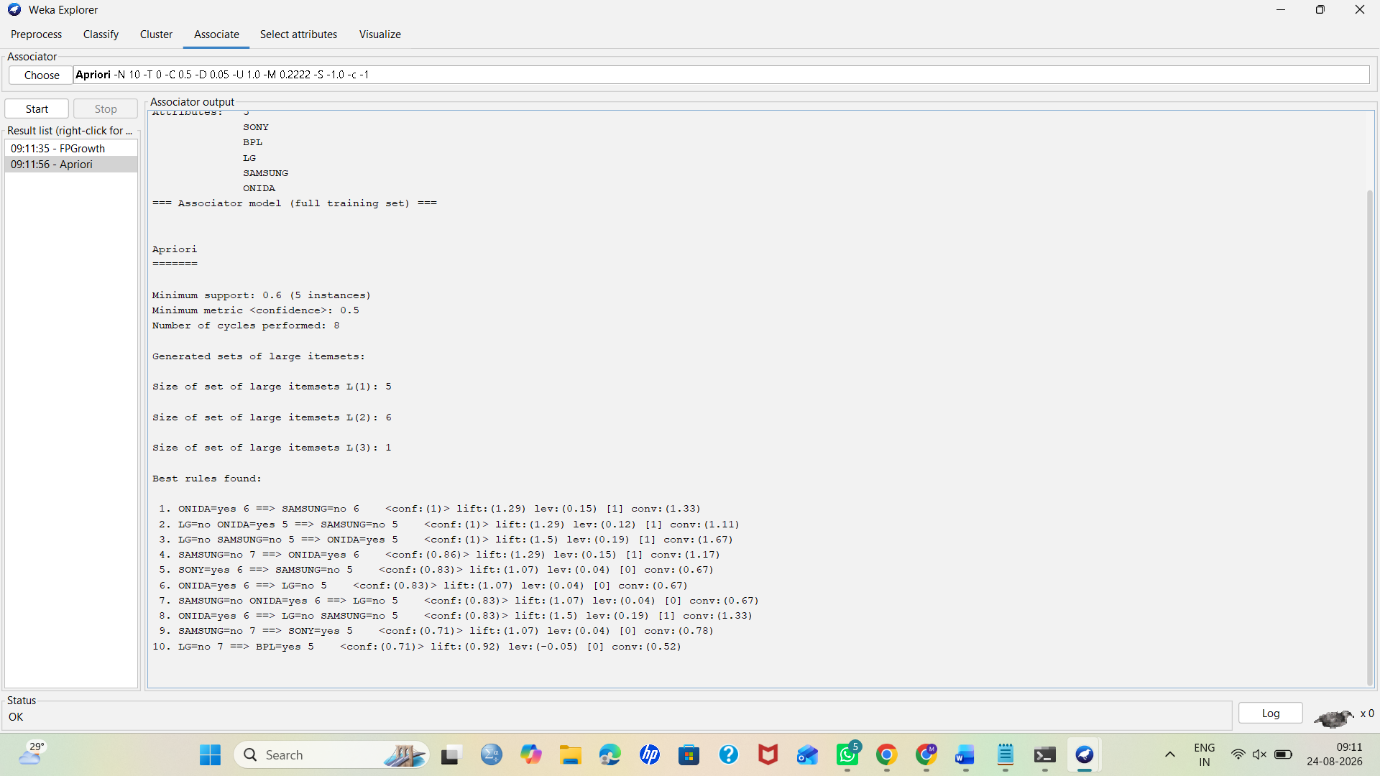 Weka Explorer
Preprocess Classify Cluster Associate Select attributes Visualize
Associator
Choose Apriori -N 10 -T 0 -C 0.5 -D 0.05 -U 1.0 -M 0.2222 -S -1.0 -c -1
Start Stop
Result list (right-click for ...
09:11:35 - FPGrowth
09:11:56 - Apriori
Associator output
Attributes: 5
SONY
BPL
LG
SAMSUNG
ONIDA
=== Associator model (full training set) ===
Apriori
=======
Minimum support: 0.6 (5 instances)
Minimum metric <confidence>: 0.5
Number of cycles performed: 8
Generated sets of large itemsets:
Size of set of large itemsets L(1): 5
Size of set of large itemsets L(2): 6
Size of set of large itemsets L(3): 1
Best rules found:
1. ONIDA=yes 6 ==> SAMSUNG=no 6 <conf:(1)> lift:(1.29) lev:(0.15) [1] conv:(1.33)
2. LG=no ONIDA=yes 5 ==> SAMSUNG=no 5 <conf:(1)> lift:(1.29) lev:(0.12) [1] conv:(1.11)
3. LG=no SAMSUNG=no 5 ==> ONIDA=yes 5 <conf:(1)> lift:(1.5) lev:(0.19) [1] conv:(1.67)
4. SAMSUNG=no 7 ==> ONIDA=yes 6 <conf:(0.86)> lift:(1.29) lev:(0.15) [1] conv:(1.17)
5. SONY=yes 6 ==> SAMSUNG=no 5 <conf:(0.83)> lift:(1.07) lev:(0.04) [0] conv:(0.67)
6. ONIDA=yes 6 ==> LG=no 5 <conf:(0.83)> lift:(1.07) lev:(0.04) [0] conv:(0.67)
7. SAMSUNG=no ONIDA=yes 6 ==> LG=no 5 <conf:(0.83)> lift:(1.07) lev:(0.04) [0] conv:(0.67)
8. ONIDA=yes 6 ==> LG=no SAMSUNG=no 5 <conf:(0.83)> lift:(1.5) lev:(0.19) [1] conv:(1.33)
9. SAMSUNG=no 7 ==> SONY=yes 5 <conf:(0.71)> lift:(1.07) lev:(0.04) [0] conv:(0.78)
10. LG=no 7 ==> BPL=yes 5 <conf:(0.71)> lift:(0.92) lev:(-0.05) [0] conv:(0.52)
Status
OK
Log x 0
29°
Search
hp
5
M
ENG
IN
09:11
24-08-2026